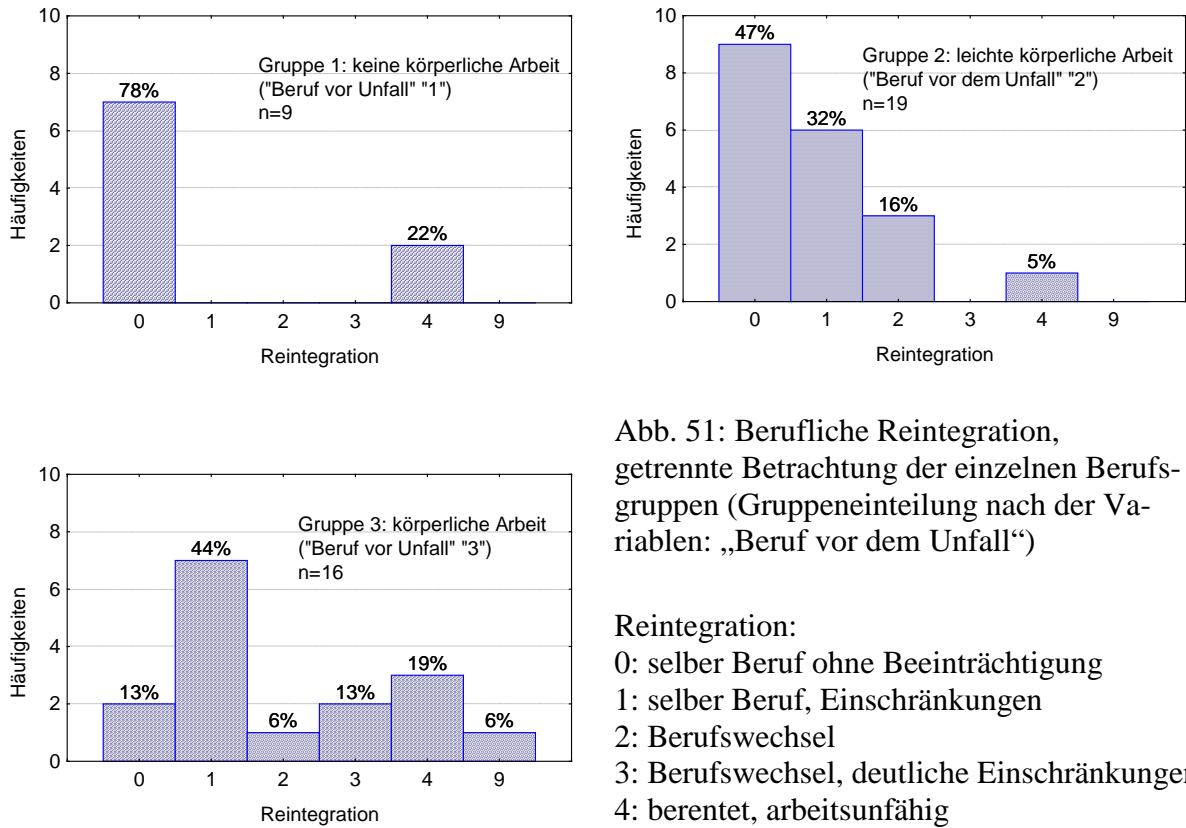 10
8
6
4
2
0
Häufigkeiten
78%
22%
Gruppe 1: keine körperliche Arbeit
("Beruf vor Unfall" "1")
n=9
0 1 2 3 4 9
Reintegration
10
8
6
4
2
0
Häufigkeiten
47%
32%
16%
5%
Gruppe 2: leichte körperliche Arbeit
("Beruf vor dem Unfall" "2")
n=19
0 1 2 3 4 9
Reintegration
10
8
6
4
2
0
Häufigkeiten
13%
44%
6%
13%
19%
6%
Gruppe 3: körperliche Arbeit
("Beruf vor Unfall" "3")
n=16
0 1 2 3 4 9
Reintegration
Abb. 51: Berufliche Reintegration,
getrennte Betrachtung der einzelnen Berufs-
gruppen (Gruppeneinteilung nach der Va-
riablen: „Beruf vor dem Unfall“)
Reintegration:
0: selber Beruf ohne Beeinträchtigung
1: selber Beruf, Einschränkungen
2: Berufswechsel
3: Berufswechsel, deutliche Einschränkungen
4: berentet, arbeitsunfähig